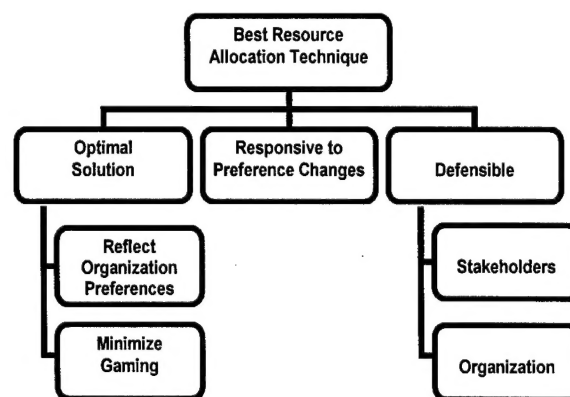 Best Resource
Allocation Technique
Optimal
Solution
Responsive to
Preference Changes
Defensible
Reflect
Organization
Preferences
Minimize
Gaming
Stakeholders
Organization